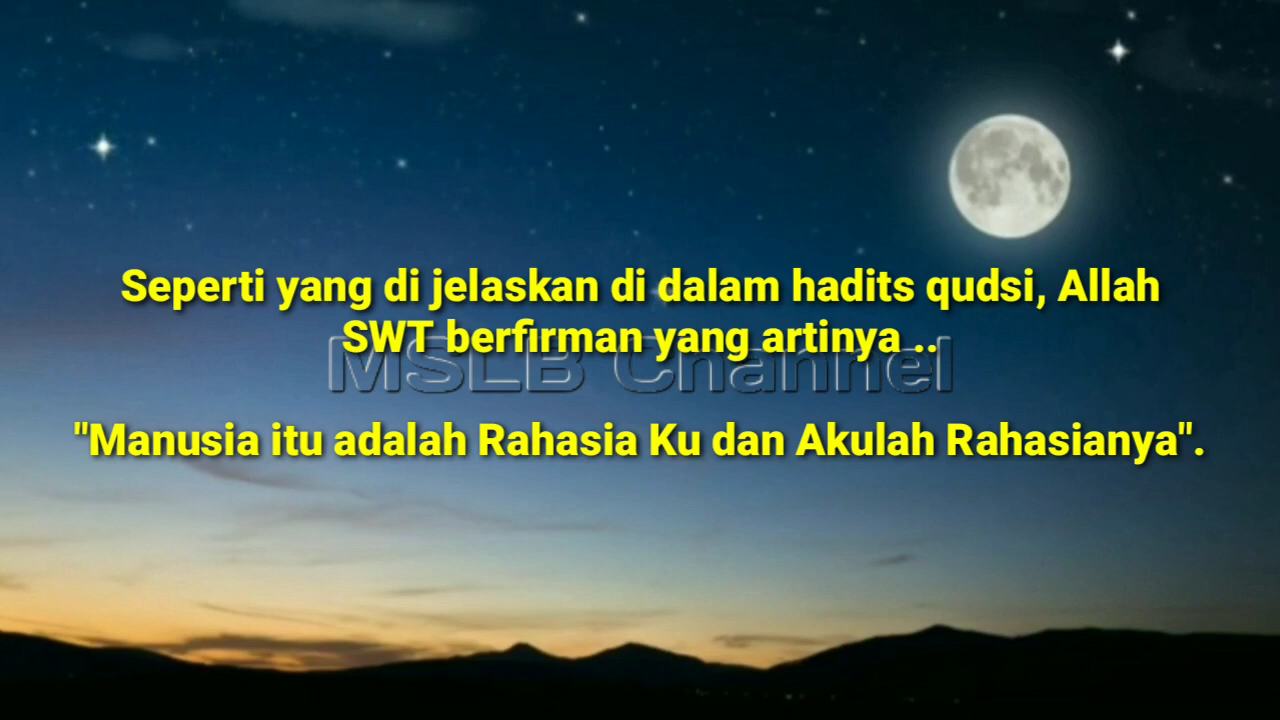 Seperti yang di jelaskan di dalam hadits qudsi, Allah
SWT berfirman yang artinya ..
MSLB Channel
"Manusia itu adalah Rahasia Ku dan Akulah Rahasianya".